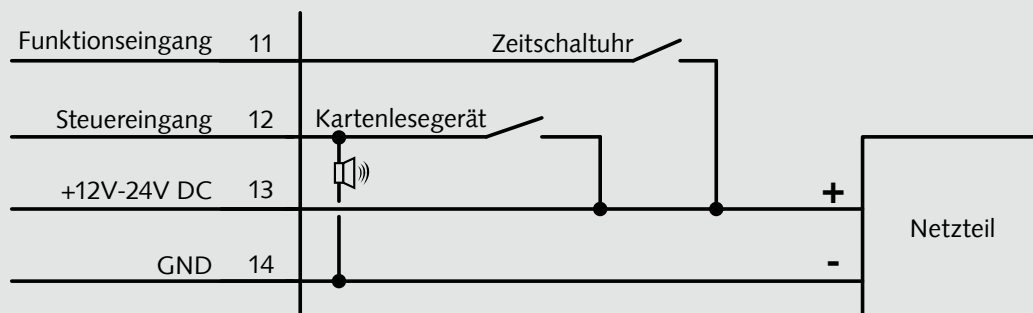 Funktionseingang 11 Zeitschaltuhr
Steuereingang 12 Kartenlesegerät
+12V-24V DC 13 +
Netzteil
GND 14 -